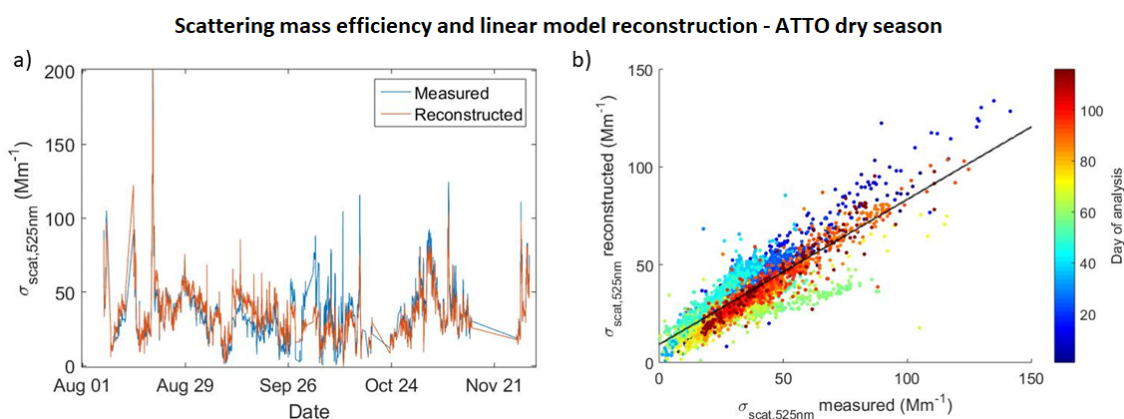 Scattering mass efficiency and linear model reconstruction - ATTO dry season
a)
200
150
100
50
0
σscat,525nm (Mm-1)
Measured
Reconstructed
Aug 01 Aug 29 Sep 26 Oct 24 Nov 21
Date
b)
150
100
50
0
σscat,525nm reconstructed (Mm-1)
0 50 100 150
σscat,525nm measured (Mm-1)
100
80
60
40
20
Day of analysis